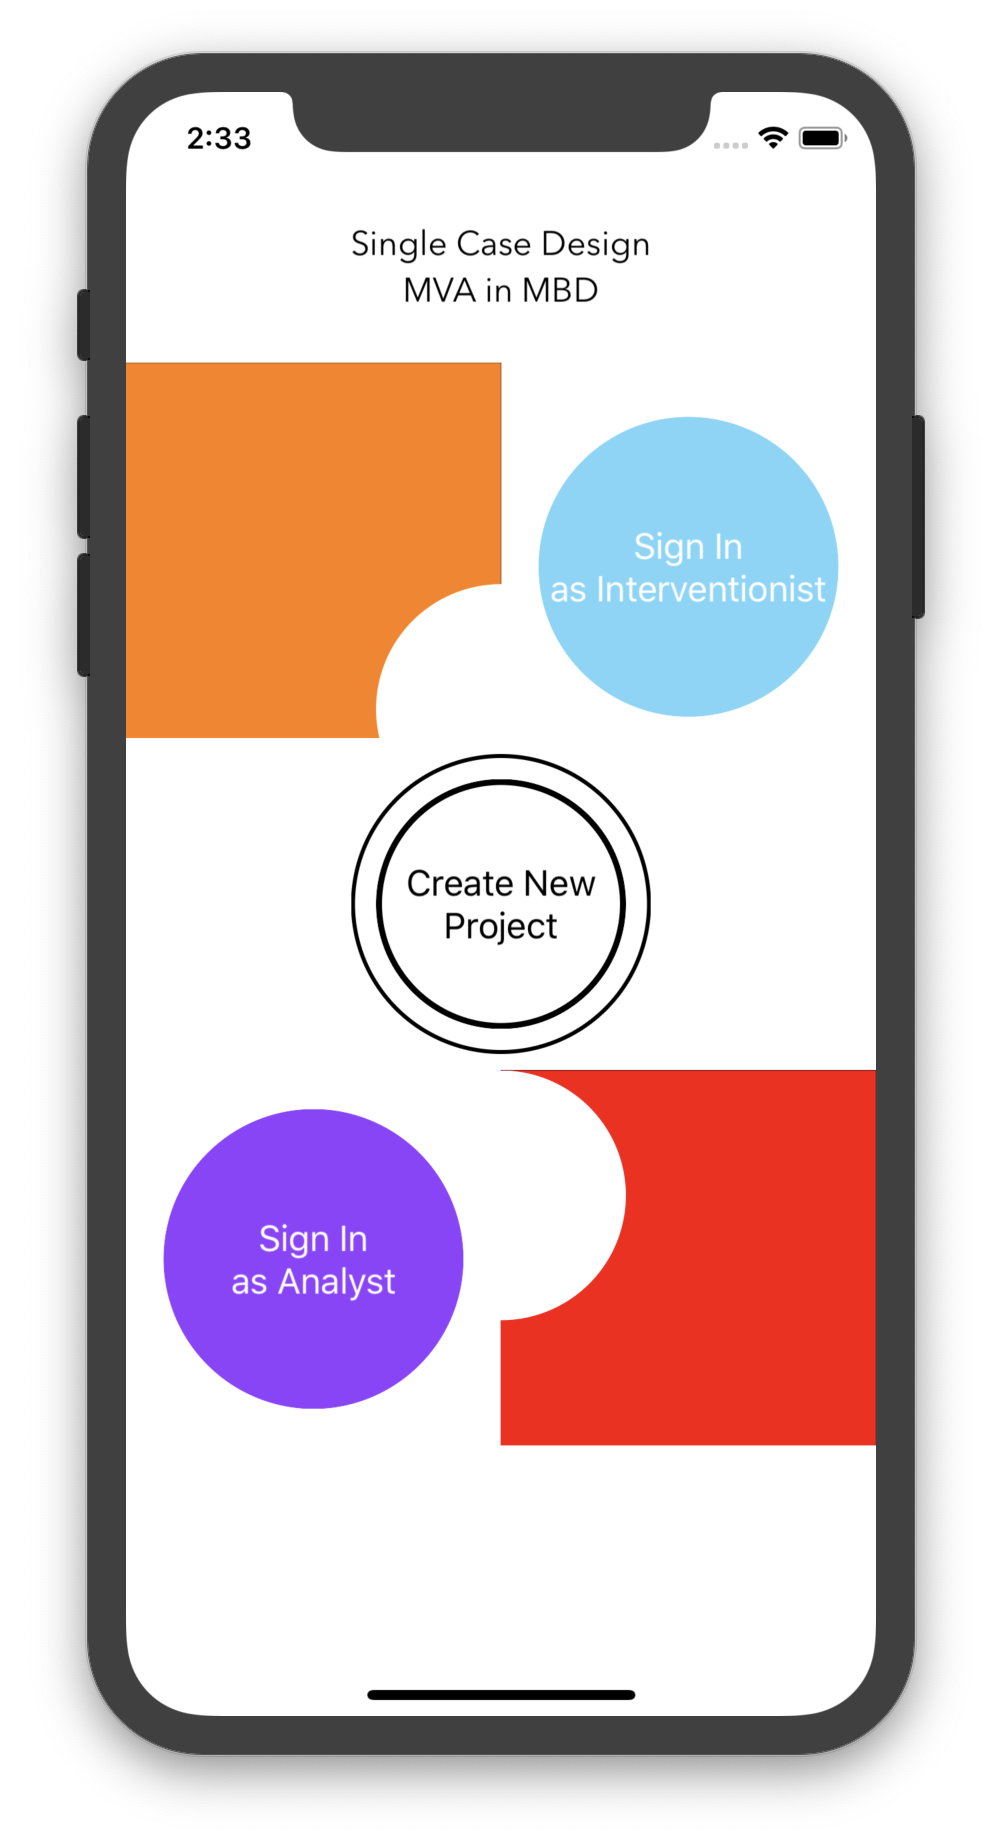 2:33
Single Case Design
MVA in MBD
Sign In
as Interventionist
Create New
Project
Sign In
as Analyst